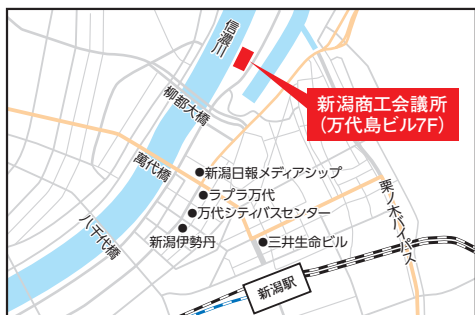 信濃川
新潟商工会議所
(万代島ビル7F)
柳都大橋
萬代橋
新潟日報メディアシップ
ラブラ万代
万代シティバスセンター
八千代橋
新潟伊勢丹
三井生命ビル
栗ノ木バイパス
新潟駅